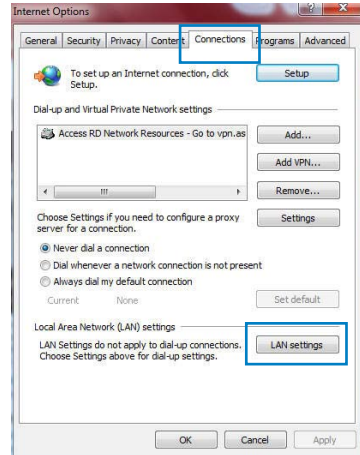 Internet Options
General Security Privacy Content Connections Programs Advanced
To set up an Internet connection, click Setup.
Setup
Dial-up and Virtual Private Network settings
Access RD Network Resources - Go to vpn.as
Add...
Add VPN...
Remove...
Choose Settings if you need to configure a proxy
server for a connection.
Settings
Never dial a connection
Dial whenever a network connection is not present
Always dial my default connection
Current None
Set default
Local Area Network (LAN) settings
LAN Settings do not apply to dial-up connections.
Choose Settings above for dial-up settings.
LAN settings
OK Cancel Apply